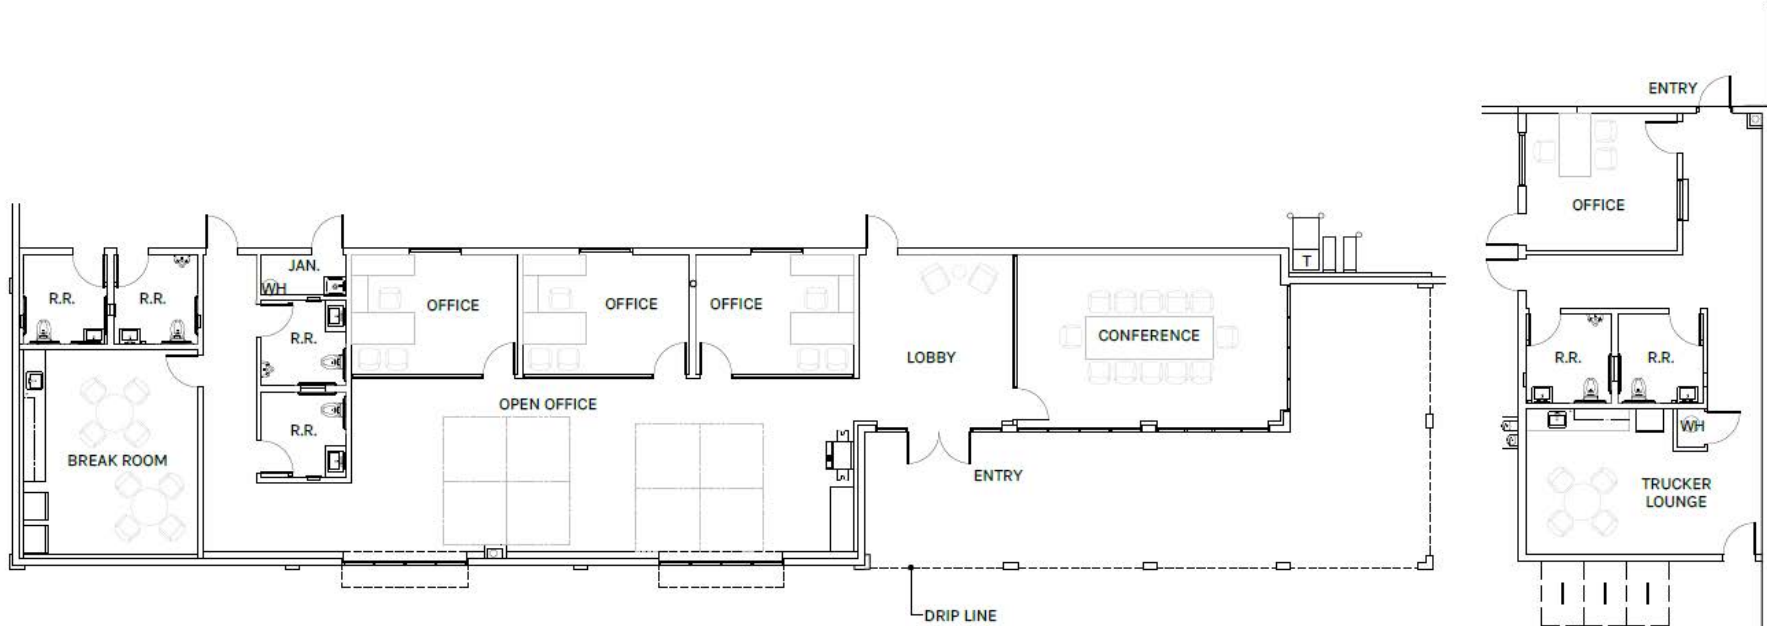 ENTRY
OFFICE
JAN.
WH
R.R.
R.R.
OFFICE
OFFICE
OFFICE
T
R.R.
CONFERENCE
LOBBY
R.R.
R.R.
OPEN OFFICE
R.R.
WH
BREAK ROOM
ENTRY
TRUCKER
LOUNGE
DRIP LINE